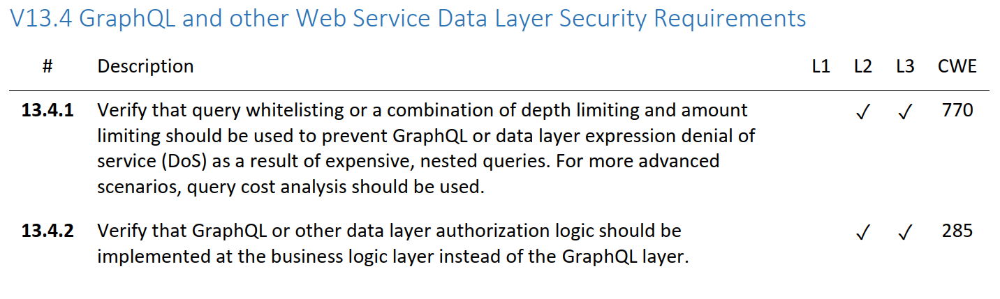 V13.4 GraphQL and other Web Service Data Layer Security Requirements
# Description L1 L2 L3 CWE
13.4.1 Verify that query whitelisting or a combination of depth limiting and amount ✓ ✓ 770
limiting should be used to prevent GraphQL or data layer expression denial of
service (DoS) as a result of expensive, nested queries. For more advanced
scenarios, query cost analysis should be used.
13.4.2 Verify that GraphQL or other data layer authorization logic should be ✓ ✓ 285
implemented at the business logic layer instead of the GraphQL layer.